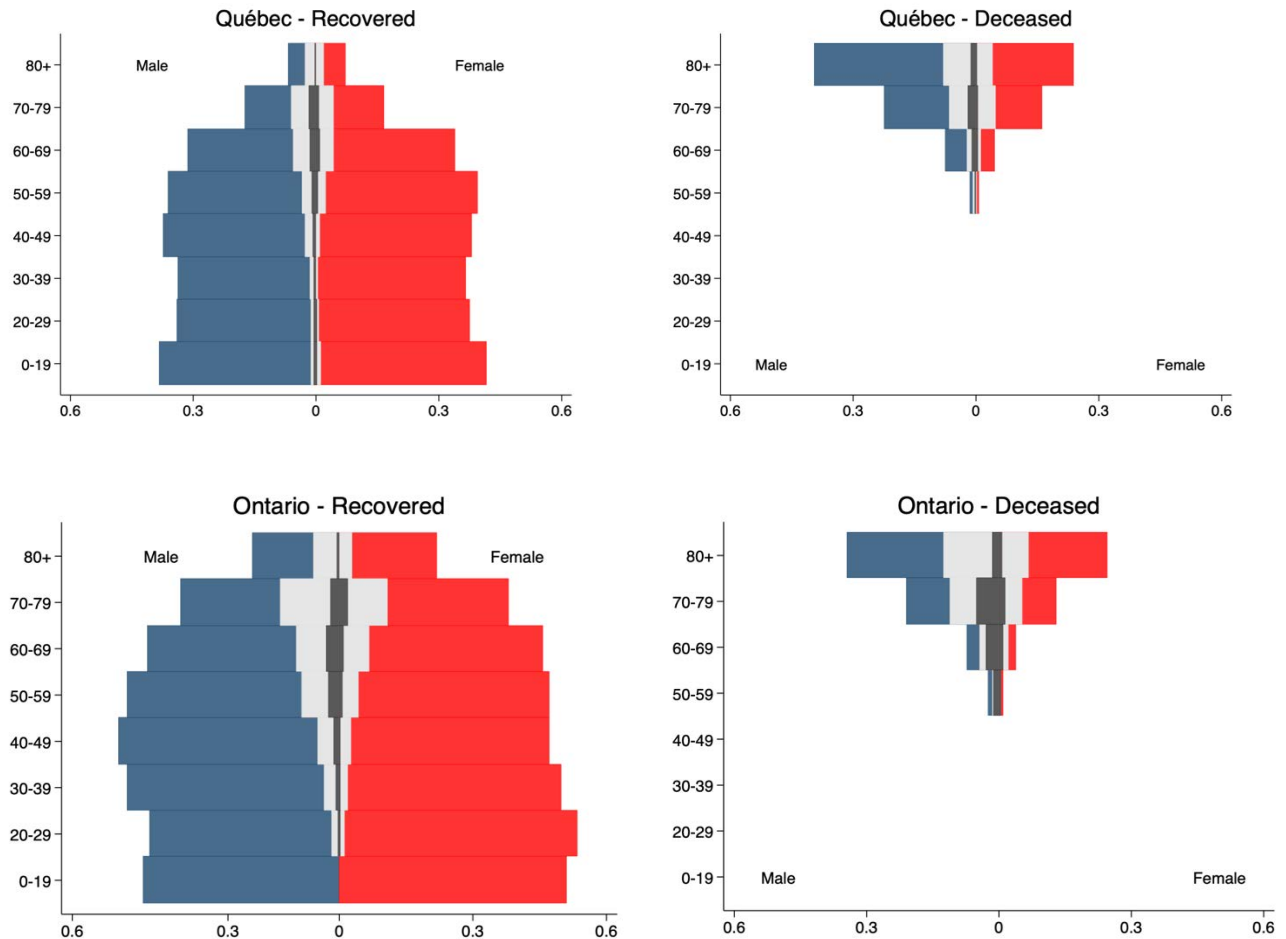 Québec - Recovered
Male
Female
80+
70-79
60-69
50-59
40-49
30-39
20-29
0-19
0.6 0.3 0 0.3 0.6
Québec - Deceased
80+
70-79
60-69
50-59
40-49
30-39
20-29
0-19
Male
Female
0.6 0.3 0 0.3 0.6
Ontario - Recovered
Male
Female
80+
70-79
60-69
50-59
40-49
30-39
20-29
0-19
0.6 0.3 0 0.3 0.6
Ontario - Deceased
80+
70-79
60-69
50-59
40-49
30-39
20-29
0-19
Male
Female
0.6 0.3 0 0.3 0.6